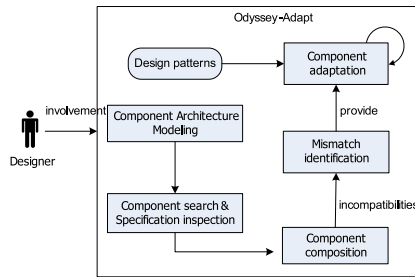 Odyssey-Adapt
Design patterns
Component
adaptation
involvement
Designer
Component Architecture
Modeling
provide
Mismatch
identification
Component search &
Specification inspection
incompatibilities
Component
composition